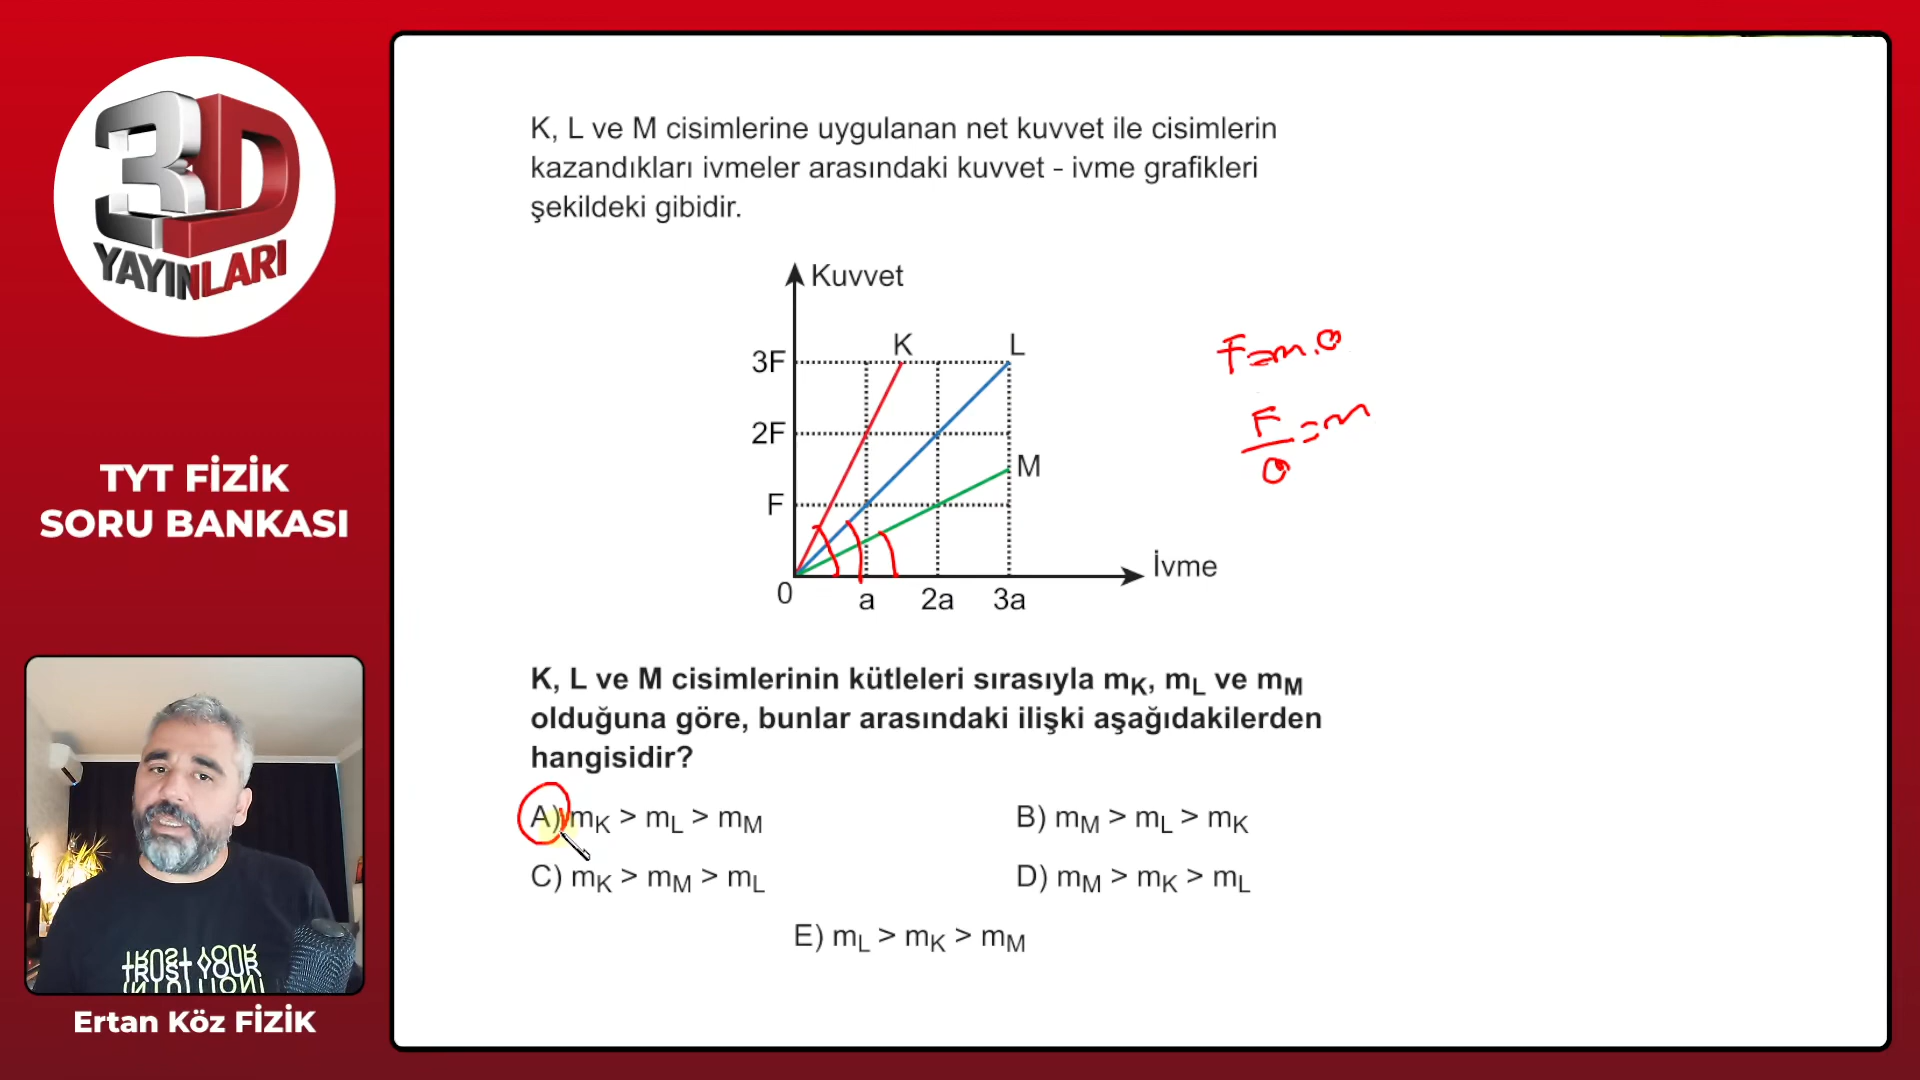 3D
YAYINLARI
TYT FİZİK
SORU BANKASI
Ertan Köz FİZİK
K, L ve M cisimlerine uygulanan net kuvvet ile cisimlerin
kazandıkları ivmeler arasındaki kuvvet - ivme grafikleri
şekildeki gibidir.
Kuvvet
K
L
3F
2F
M
F
İvme
0
a
2a
3a
F=m.a
F/a=m
K, L ve M cisimlerinin kütleleri sırasıyla mK, mL ve mM
olduğuna göre, bunlar arasındaki ilişki aşağıdakilerden
hangisidir?
A) mK > mL > mM
B) mM > mL > mK
C) mK > mM > mL
D) mM > mK > mL
E) mL > mK > mM
TRUST YOUR